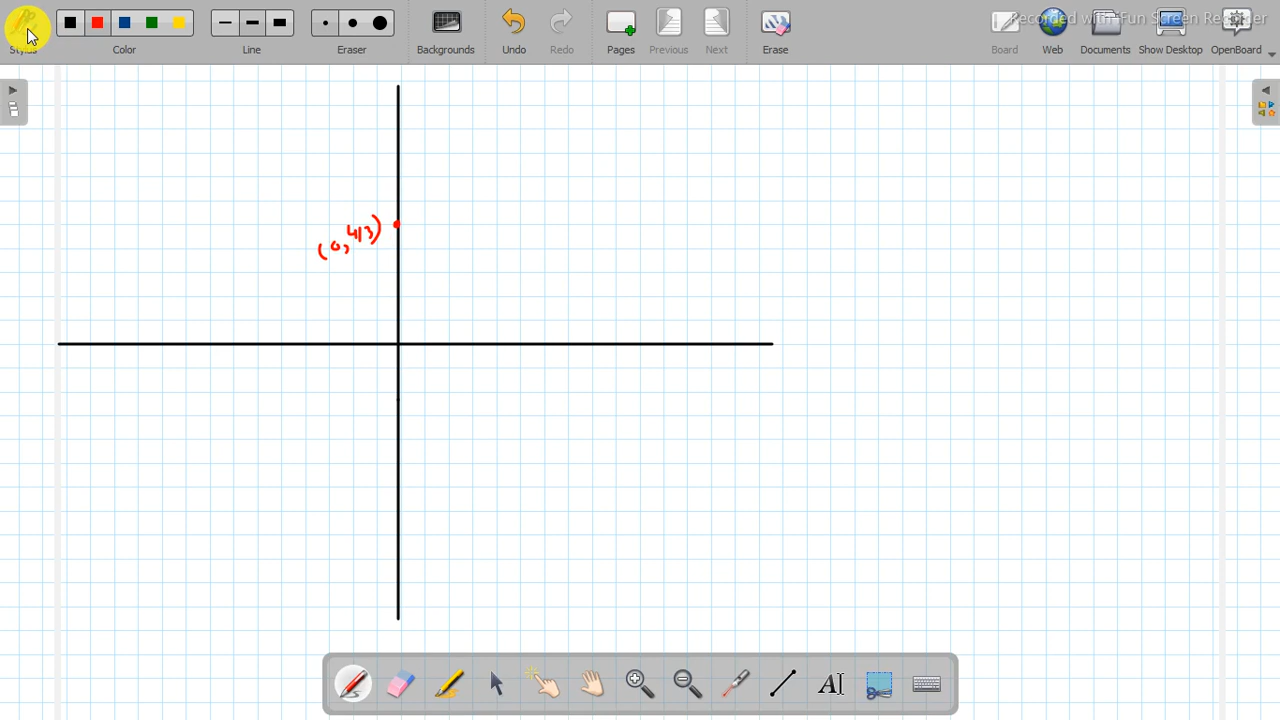 Recorded with iFun Screen Recorder
Stylus
Color
Line
Eraser
Backgrounds
Undo
Redo
Pages
Previous
Next
Erase
Board
Web
Documents
Show Desktop
OpenBoard
(0, 4/3)